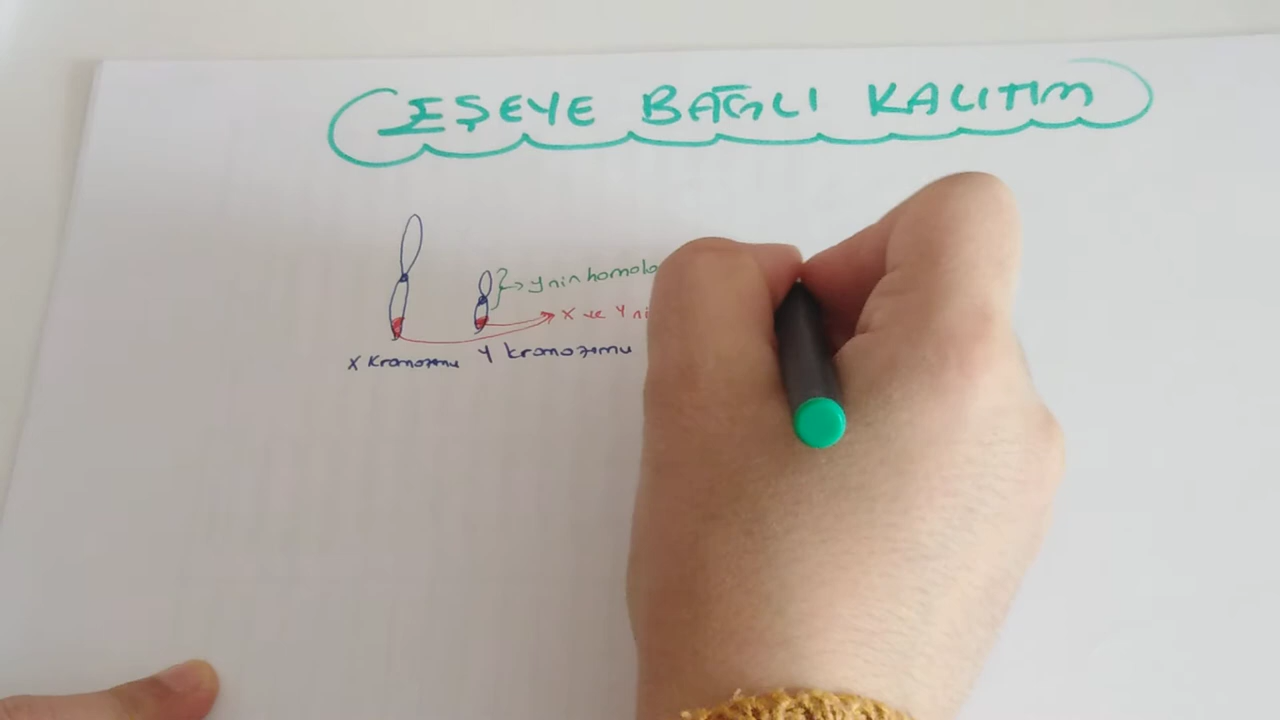 EŞEYE BAĞLI KALITIM
y nin homolo
X ve Y ni
X Kromozomu Y kromozomu